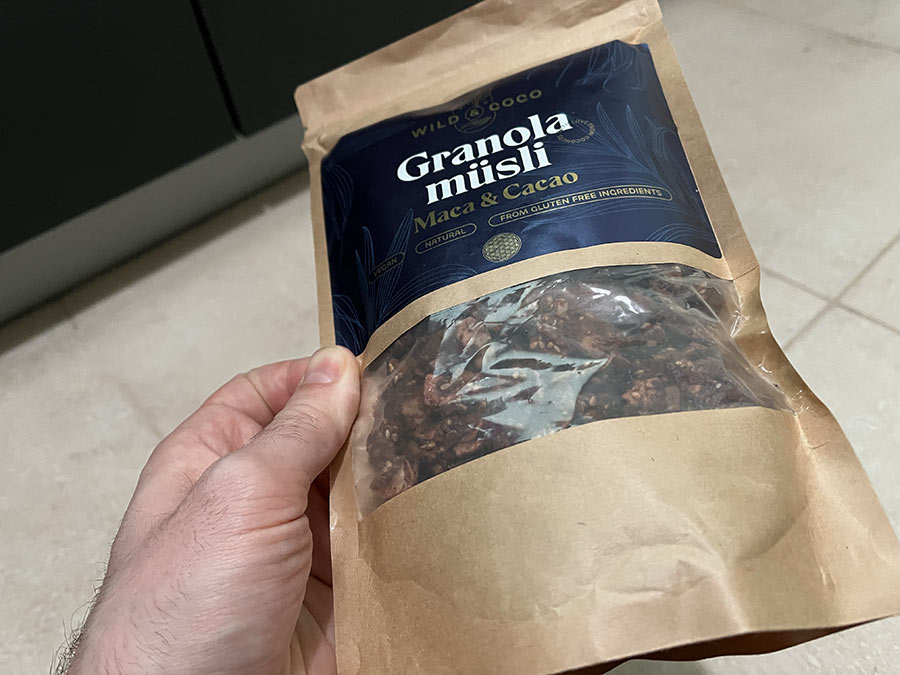 WILD & COCO
Granola
müsli
Maca & Cacao
VEGAN
NATURAL
FROM GLUTEN FREE INGREDIENTS